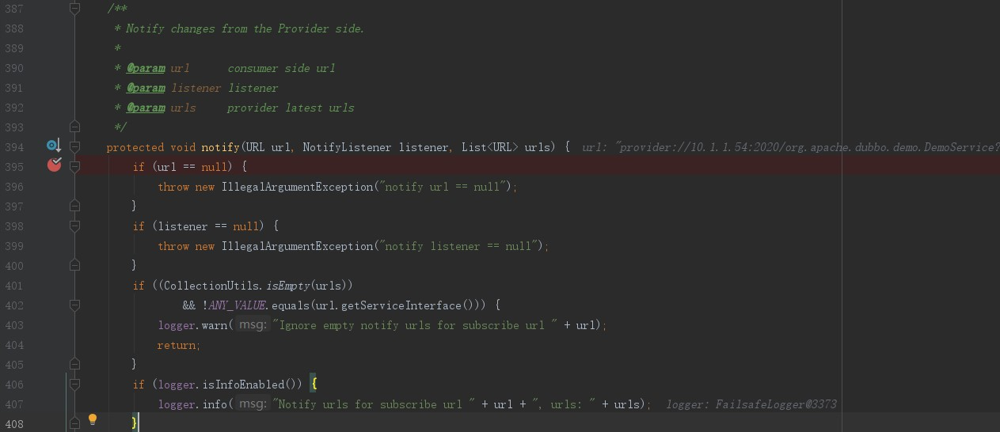 387 /**
388 * Notify changes from the Provider side.
389 *
390 * @param url      consumer side url
391 * @param listener listener
392 * @param urls     provider latest urls
393 */
394 protected void notify(URL url, NotifyListener listener, List<URL> urls) {  url: "provider://10.1.1.54:2020/org.apache.dubbo.demo.DemoService?
395 if (url == null) {
396 throw new IllegalArgumentException("notify url == null");
397 }
398 if (listener == null) {
399 throw new IllegalArgumentException("notify listener == null");
400 }
401 if ((CollectionUtils.isEmpty(urls))
402 && !ANY_VALUE.equals(url.getServiceInterface())) {
403 logger.warn( msg: "Ignore empty notify urls for subscribe url " + url);
404 return;
405 }
406 if (logger.isInfoEnabled()) {
407 logger.info( msg: "Notify urls for subscribe url " + url + ", urls: " + urls);  logger: FailsafeLogger@3373
408 }